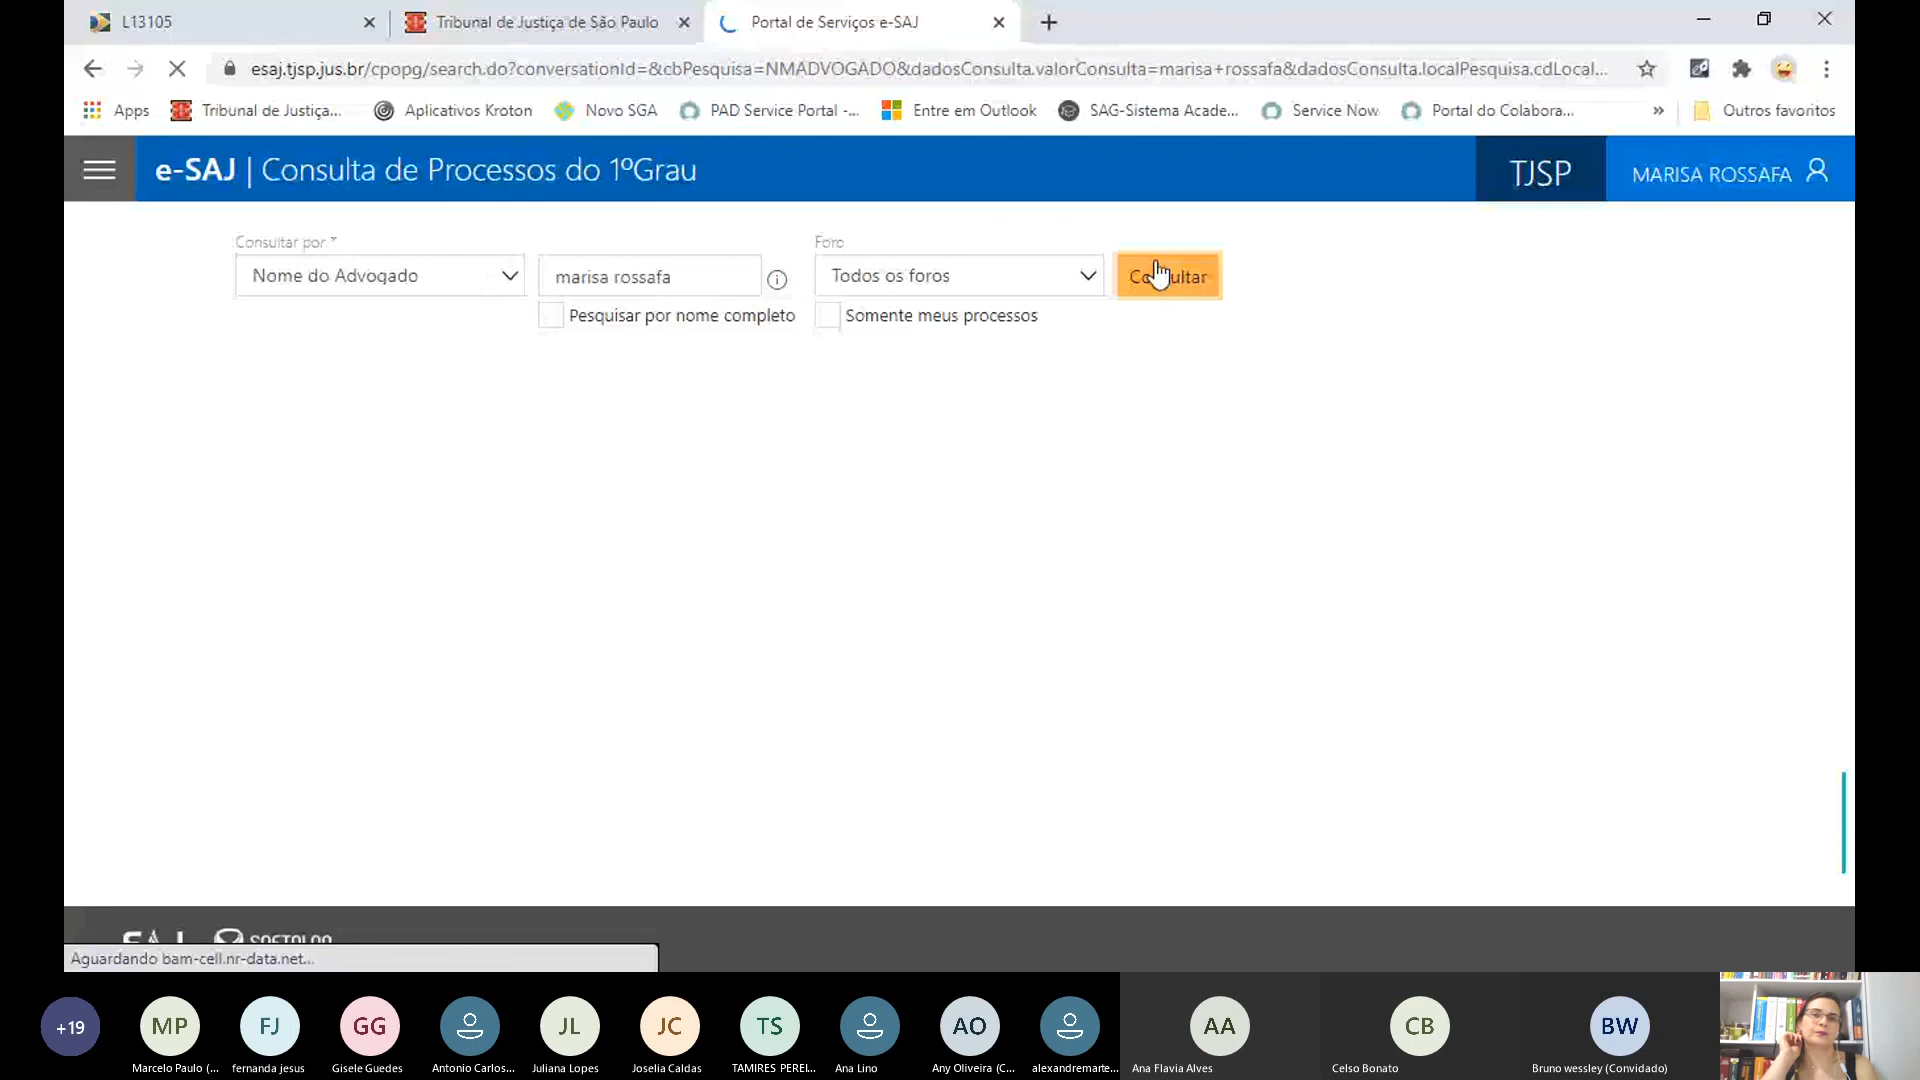 L13105
Tribunal de Justiça de São Paulo
Portal de Serviços e-SAJ
esaj.tjsp.jus.br/cpopg/search.do?conversationId=&cbPesquisa=NMADVOGADO&dadosConsulta.valorConsulta=marisa+rossafa&dadosConsulta.localPesquisa.cdLocal...
Apps
Tribunal de Justiça...
Aplicativos Kroton
Novo SGA
PAD Service Portal -...
Entre em Outlook
SAG-Sistema Acade...
Service Now
Portal do Colabora...
»
Outros favoritos
e-SAJ | Consulta de Processos do 1ºGrau
TJSP
MARISA ROSSAFA
Consultar por *
Foro
Nome do Advogado
marisa rossafa
Todos os foros
Consultar
Pesquisar por nome completo
Somente meus processos
SAJ
SOFTPLAN
Aguardando bam-cell.nr-data.net...
+19
MP
FJ
GG
JL
JC
TS
AO
AA
CB
BW
Marcelo Paulo (...
fernanda jesus
Gisele Guedes
Antonio Carlos...
Juliana Lopes
Joselia Caldas
TAMIRES PEREI...
Ana Lino
Any Oliveira (C...
alexandremarte...
Ana Flavia Alves
Celso Bonato
Bruno wessley (Convidado)